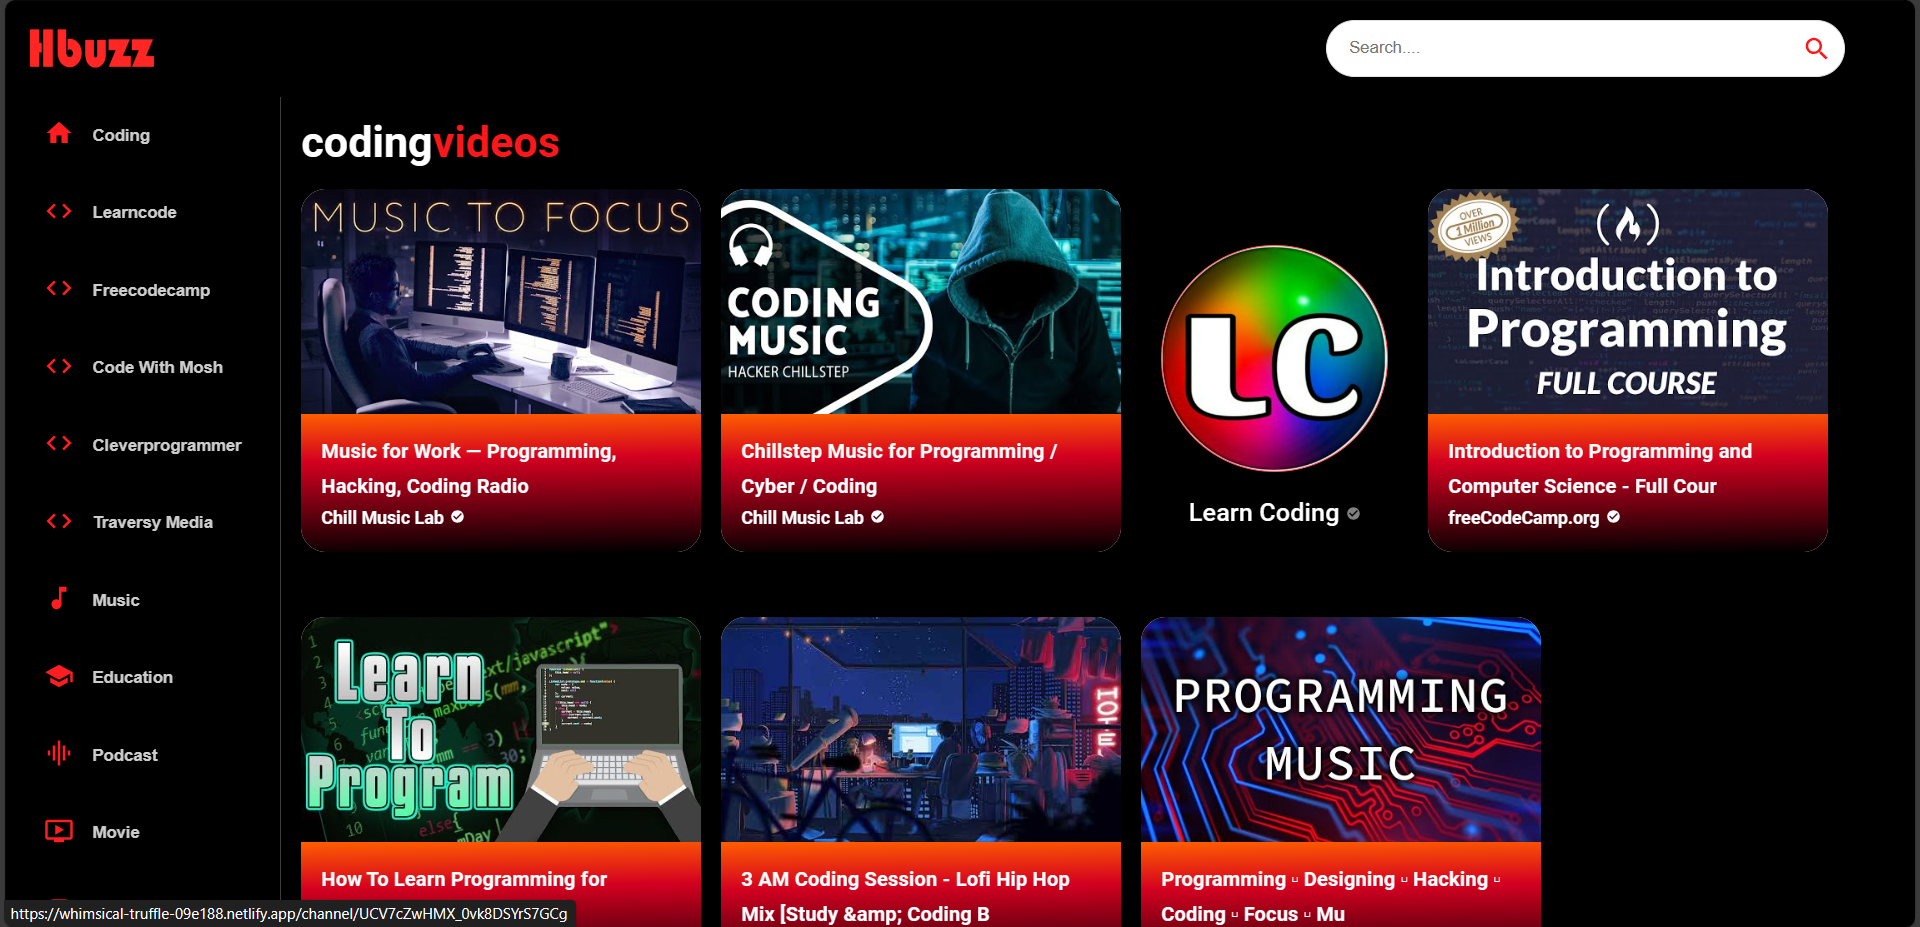 Hbuzz
Search....
Coding
Learncode
Freecodecamp
Code With Mosh
Cleverprogrammer
Traversy Media
Music
Education
Podcast
Movie
codingvideos
MUSIC TO FOCUS
Music for Work — Programming,
Hacking, Coding Radio
Chill Music Lab
CODING
MUSIC
HACKER CHILLSTEP
Chillstep Music for Programming /
Cyber / Coding
Chill Music Lab
LC
Learn Coding
OVER
1 Million
VIEWS
Introduction to
Programming
FULL COURSE
Introduction to Programming and
Computer Science - Full Cour
freeCodeCamp.org
Learn
To
Program
How To Learn Programming for
HOTEL
3 AM Coding Session - Lofi Hip Hop
Mix [Study &amp; Coding B
PROGRAMMING
MUSIC
Programming ▫ Designing ▫ Hacking ▫
Coding ▫ Focus ▫ Mu
https://whimsical-truffle-09e188.netlify.app/channel/UCV7cZwHMX_0vk8DSYrS7GCg